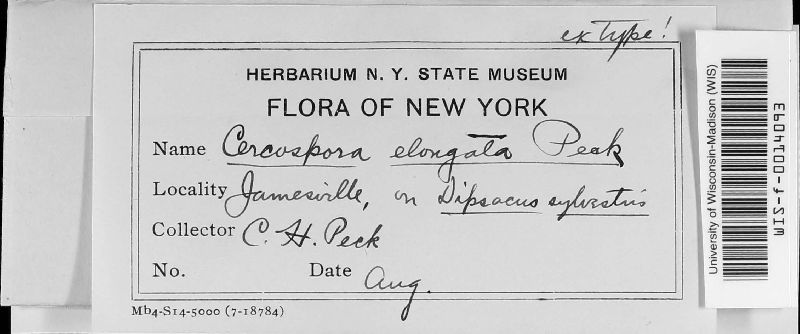 ex type!
HERBARIUM N. Y. STATE MUSEUM
FLORA OF NEW YORK
Name Cercospora elongata Peck
Locality Jamesville, on Dipsacus sylvestris
Collector C. H. Peck
No. Date Aug.
Mb4-S14-5000 (7-18784)
University of Wisconsin-Madison (WIS)
WIS-f-0014093